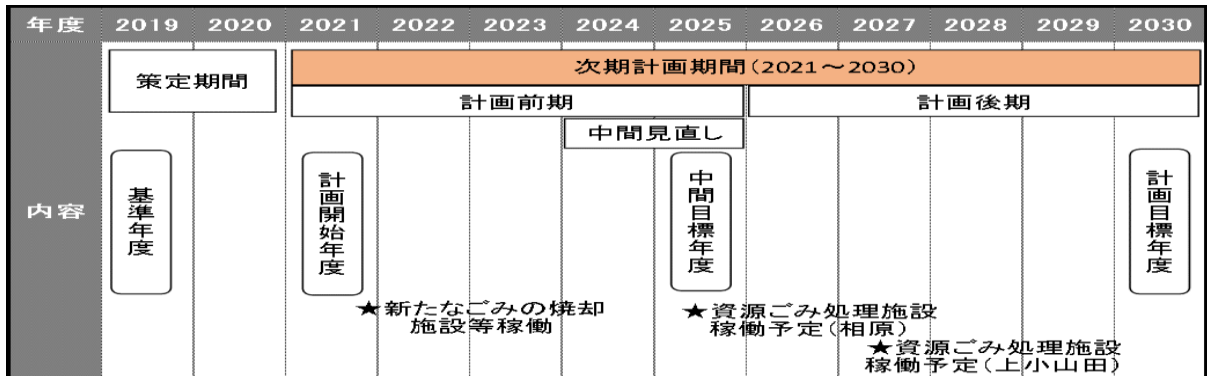 年度 2019 2020 2021 2022 2023 2024 2025 2026 2027 2028 2029 2030
内容
策定期間
次期計画期間(2021～2030)
計画前期
計画後期
中間見直し
基準年度
計画開始年度
中間目標年度
計画目標年度
★新たなごみの焼却
施設等稼働
★資源ごみ処理施設
稼働予定(相原)
★資源ごみ処理施設
稼働予定(上小山田)